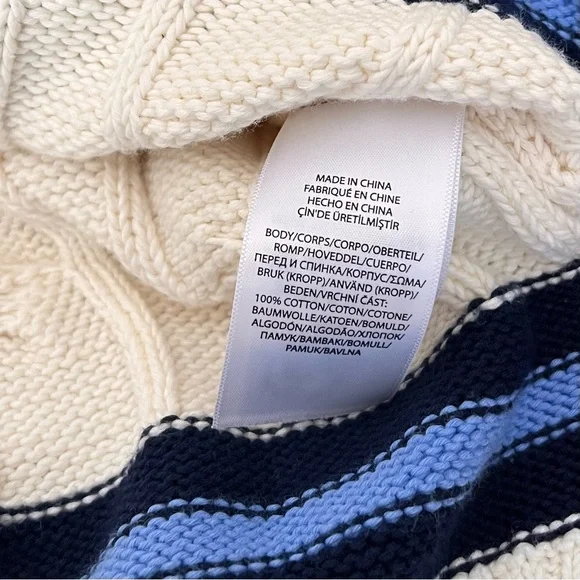 MADE IN CHINA
FABRIQUÉ EN CHINE
HECHO EN CHINA
ÇİN'DE ÜRETİLMİŞTİR
BODY/CORPS/CORPO/OBERTEIL/
ROMP/HOVEDDEL/CUERPO/
ПЕРЕД И СПИНКА/КОРПУС/ΣΩΜΑ/
BRUK (KROPP)/ANVÄND (KROPP)/
BEDEN/VRCHNÍ ČÁST:
100% COTTON/COTON/COTONE/
BAUMWOLLE/KATOEN/BOMULD/
ALGODÓN/ALGODÃO/ХЛОПОК/
ПАМУК/ΒΑΜΒΑΚΙ/BOMULL/
PAMUK/BAVLNA